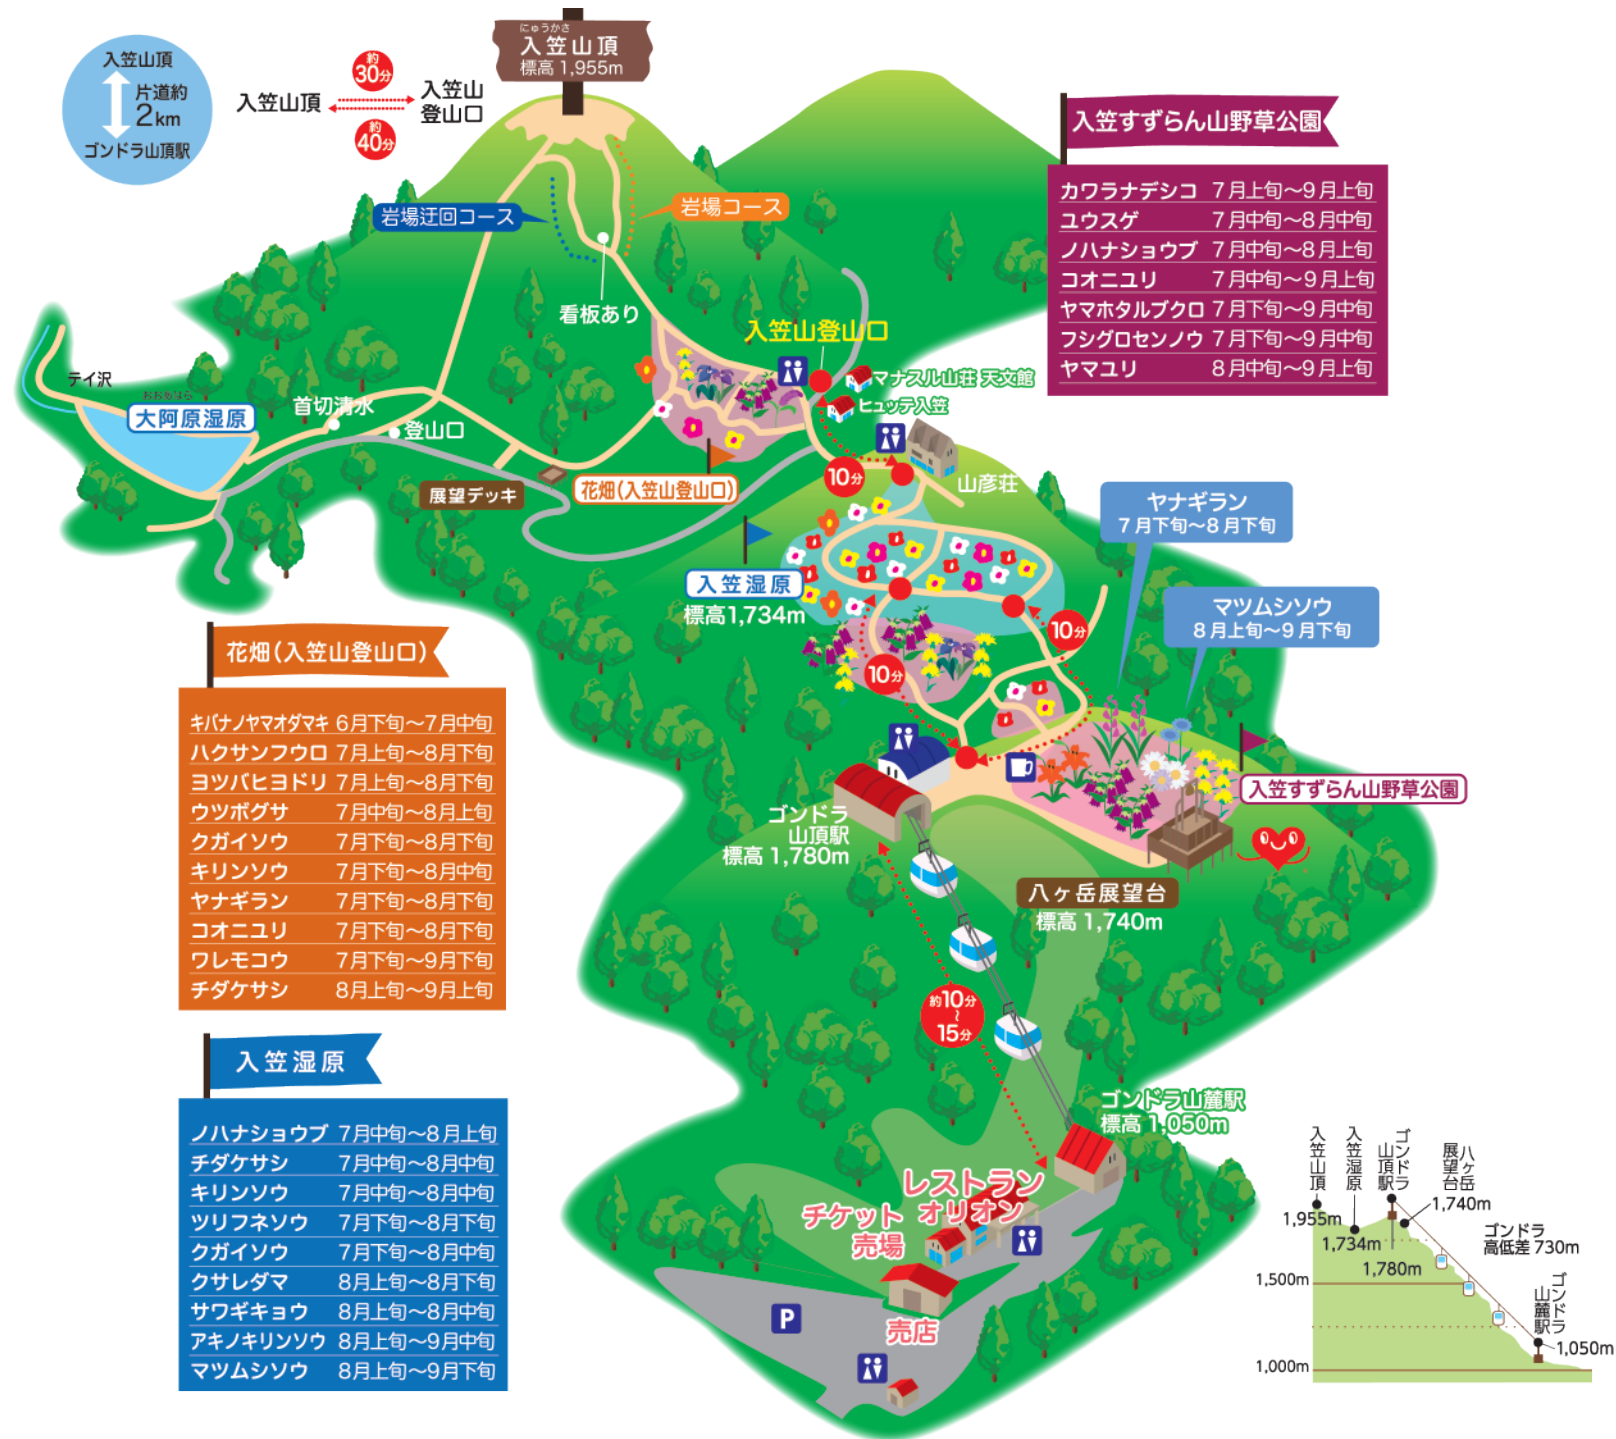 入笠山頂
片道約
2km
ゴンドラ山頂駅
入笠山頂
約
30分
約
40分
入笠山
登山口
にゅうかさ
入笠山頂
標高1,955m
岩場迂回コース
岩場コース
看板あり
入笠山登山口
マナスル山荘 天文館
ヒュッテ入笠
テイ沢
おおあはら
大阿原湿原
首切清水
登山口
展望デッキ
花畑(入笠山登山口)
10分
山彦荘
入笠湿原
標高1,734m
10分
10分
ヤナギラン
7月下旬〜8月下旬
マツムシソウ
8月上旬〜9月下旬
入笠すずらん山野草公園
ゴンドラ
山頂駅
標高1,780m
八ヶ岳展望台
標高1,740m
約10分
〜
15分
ゴンドラ山麓駅
標高1,050m
レストラン
オリオン
チケット
売場
売店
P
入笠すずらん山野草公園
カワラナデシコ 7月上旬〜9月上旬
ユウスゲ 7月中旬〜8月中旬
ノハナショウブ 7月中旬〜8月上旬
コオニユリ 7月中旬〜9月上旬
ヤマホタルブクロ 7月下旬〜9月中旬
フシグロセンノウ 7月下旬〜9月中旬
ヤマユリ 8月中旬〜9月上旬
花畑(入笠山登山口)
キバナノヤマオダマキ 6月下旬〜7月中旬
ハクサンフウロ 7月上旬〜8月下旬
ヨツバヒヨドリ 7月上旬〜8月下旬
ウツボグサ 7月中旬〜8月上旬
クガイソウ 7月下旬〜8月下旬
キリンソウ 7月下旬〜8月中旬
ヤナギラン 7月下旬〜8月下旬
コオニユリ 7月下旬〜8月下旬
ワレモコウ 7月下旬〜9月下旬
チダケサシ 8月上旬〜9月上旬
入笠湿原
ノハナショウブ 7月中旬〜8月上旬
チダケサシ 7月中旬〜8月中旬
キリンソウ 7月中旬〜8月中旬
ツリフネソウ 7月下旬〜8月下旬
クガイソウ 7月下旬〜8月中旬
クサレダマ 8月上旬〜8月下旬
サワギキョウ 8月上旬〜8月中旬
アキノキリンソウ 8月上旬〜9月中旬
マツムシソウ 8月上旬〜9月下旬
入笠山頂
入笠湿原
ゴンドラ
山頂駅
八ヶ岳
展望台
1,740m
1,955m
1,734m
1,780m
ゴンドラ
高低差730m
1,500m
ゴンドラ
山麓駅
1,050m
1,000m